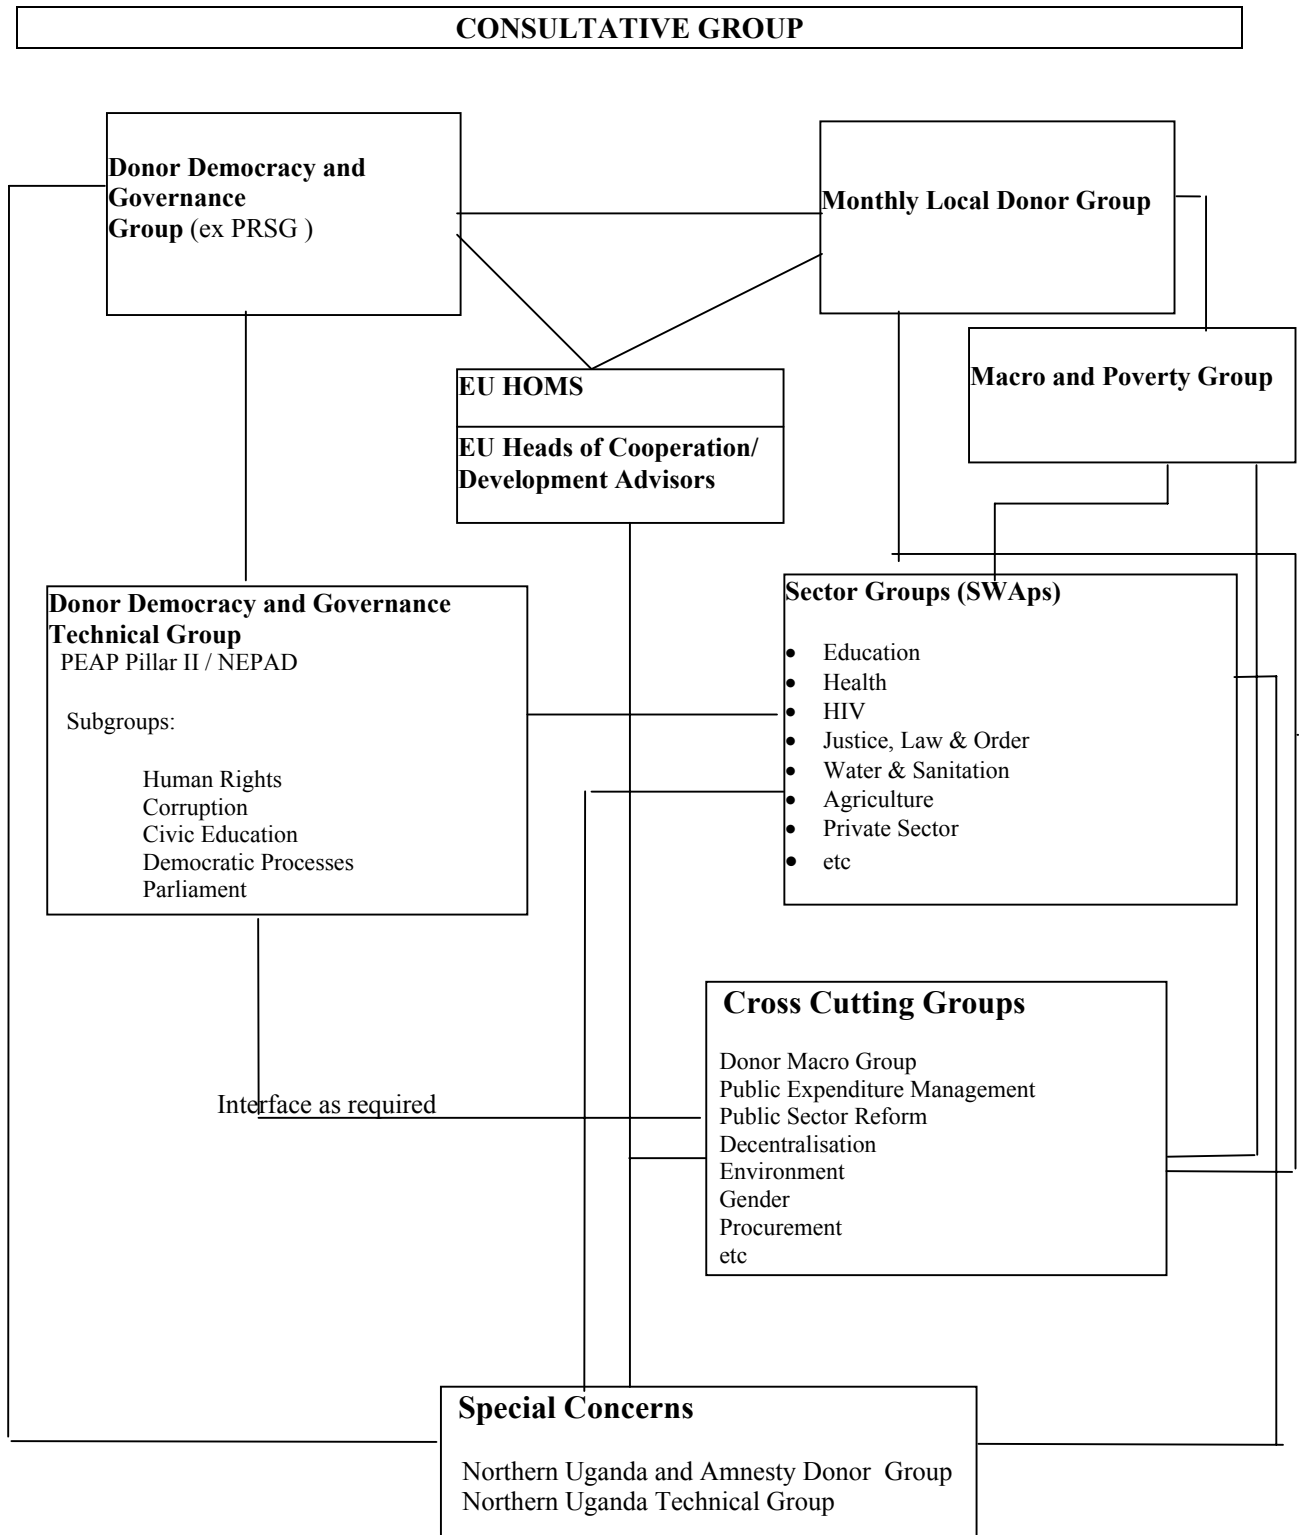 CONSULTATIVE GROUP
Donor Democracy and
Governance
Group (ex PRSG )
Monthly Local Donor Group
Macro and Poverty Group
EU HOMS
EU Heads of Cooperation/
Development Advisors
Donor Democracy and Governance
Technical Group
PEAP Pillar II / NEPAD
Subgroups:
Human Rights
Corruption
Civic Education
Democratic Processes
Parliament
Sector Groups (SWAps)
• Education
• Health
• HIV
• Justice, Law & Order
• Water & Sanitation
• Agriculture
• Private Sector
• etc
Interface as required
Cross Cutting Groups
Donor Macro Group
Public Expenditure Management
Public Sector Reform
Decentralisation
Environment
Gender
Procurement
etc
Special Concerns
Northern Uganda and Amnesty Donor Group
Northern Uganda Technical Group